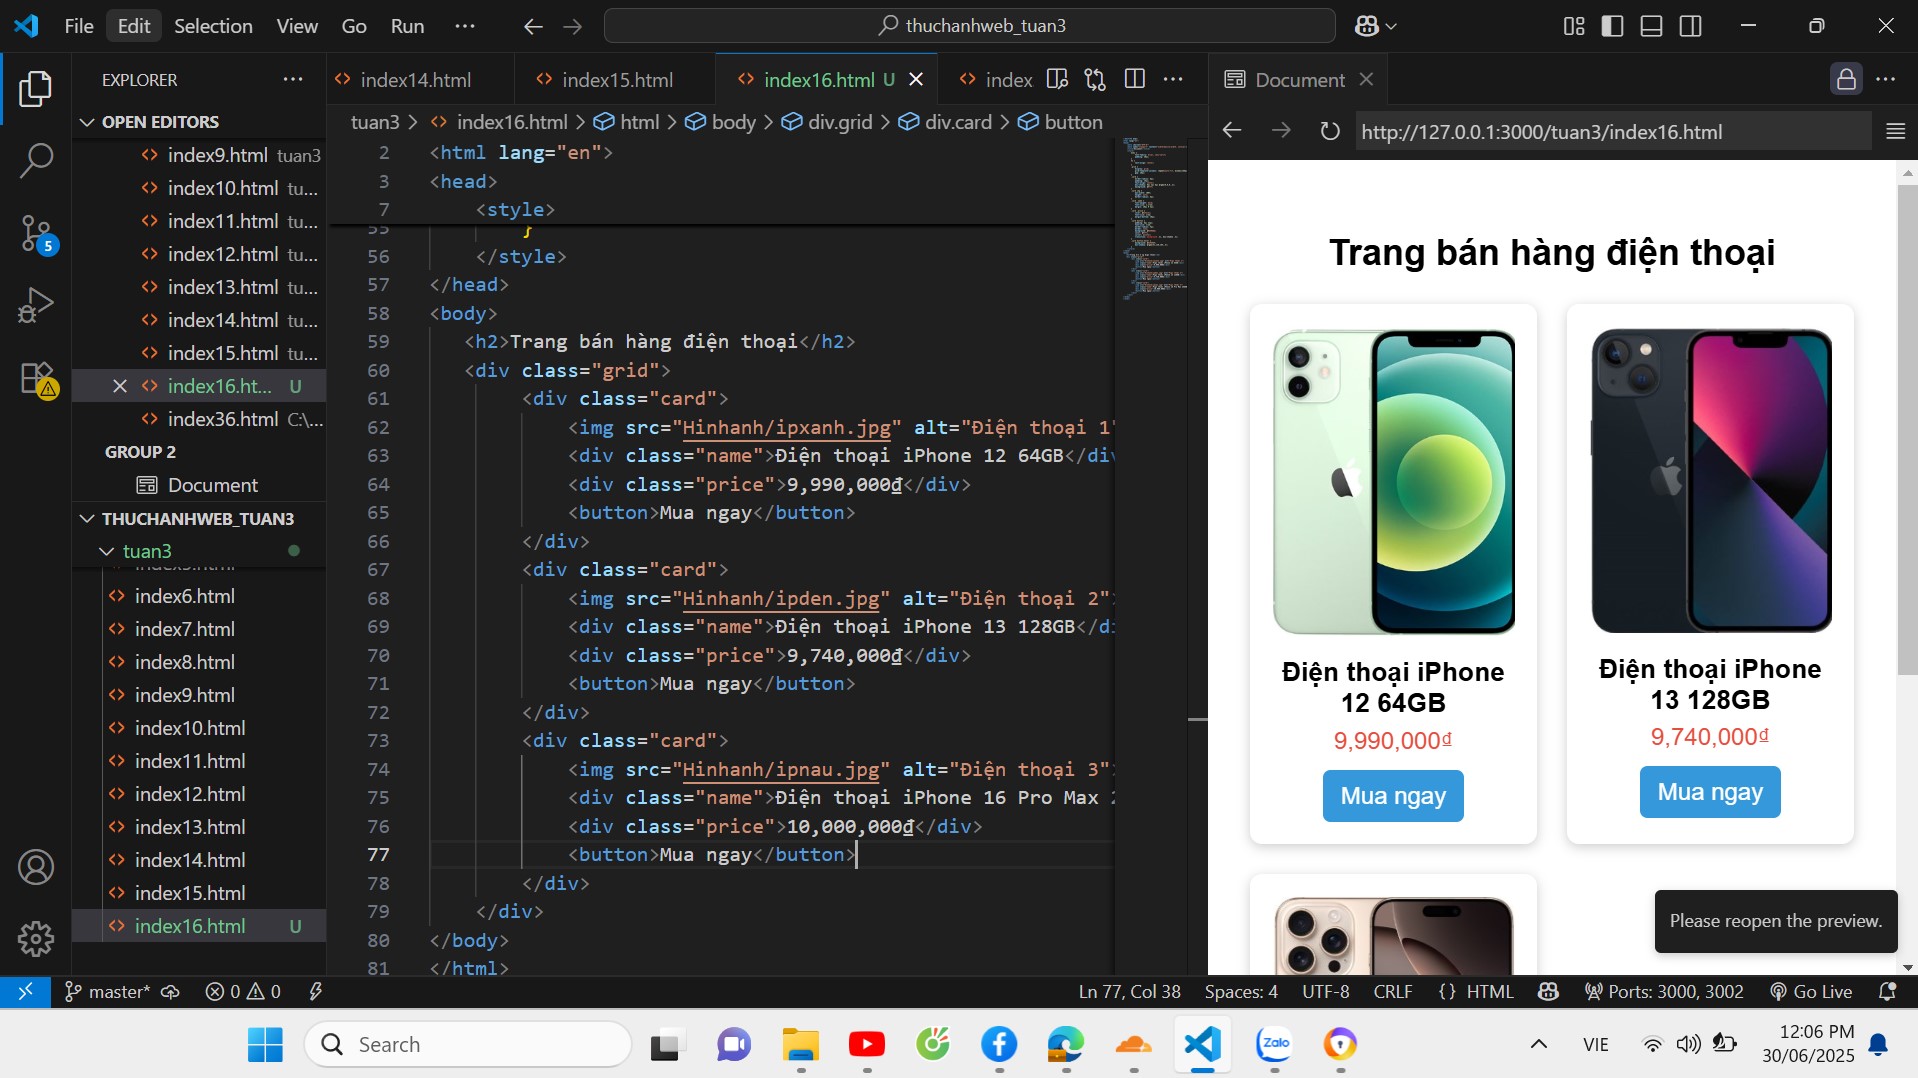 File Edit Selection View Go Run ··· thuchanhweb_tuan3
EXPLORER
OPEN EDITORS
index9.html tuan3
index10.html tu...
index11.html tu...
index12.html tu...
index13.html tu...
index14.html tu...
index15.html tu...
index16.ht... U
index36.html C:\...
GROUP 2
Document
THUCHANHWEB_TUAN3
tuan3
index6.html
index7.html
index8.html
index9.html
index10.html
index11.html
index12.html
index13.html
index14.html
index15.html
index16.html U
5
index14.html index15.html index16.html U index
tuan3 > index16.html > html > body > div.grid > div.card > button
2 <html lang="en">
3 <head>
7 <style>
55 }
56 </style>
57 </head>
58 <body>
59 <h2>Trang bán hàng điện thoại</h2>
60 <div class="grid">
61 <div class="card">
62 <img src="Hinhanh/ipxanh.jpg" alt="Điện thoại 1"
63 <div class="name">Điện thoại iPhone 12 64GB</div
64 <div class="price">9,990,000₫</div>
65 <button>Mua ngay</button>
66 </div>
67 <div class="card">
68 <img src="Hinhanh/ipden.jpg" alt="Điện thoại 2">
69 <div class="name">Điện thoại iPhone 13 128GB</di
70 <div class="price">9,740,000₫</div>
71 <button>Mua ngay</button>
72 </div>
73 <div class="card">
74 <img src="Hinhanh/ipnau.jpg" alt="Điện thoại 3">
75 <div class="name">Điện thoại iPhone 16 Pro Max 2
76 <div class="price">10,000,000₫</div>
77 <button>Mua ngay</button>
78 </div>
79 </div>
80 </body>
81 </html>
Document
http://127.0.0.1:3000/tuan3/index16.html
Trang bán hàng điện thoại
Điện thoại iPhone
12 64GB
9,990,000₫
Mua ngay
Điện thoại iPhone
13 128GB
9,740,000₫
Mua ngay
Please reopen the preview.
master* 0 0 Ln 77, Col 38 Spaces: 4 UTF-8 CRLF {} HTML Ports: 3000, 3002 Go Live
Search
Zalo
VIE
12:06 PM
30/06/2025